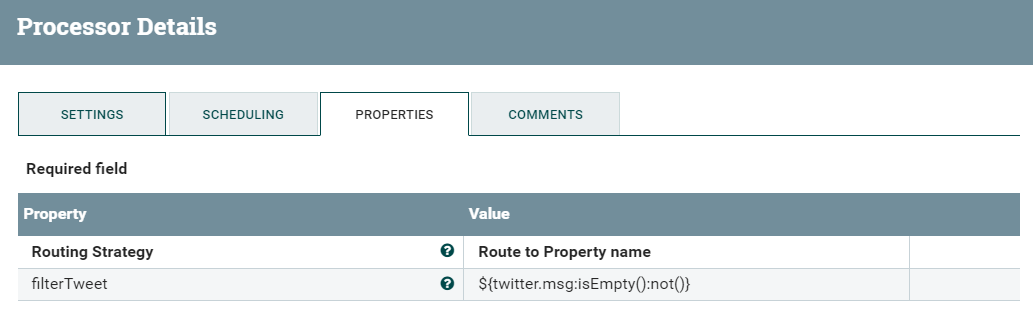 Processor Details
SETTINGS SCHEDULING PROPERTIES COMMENTS
Required field
Property Value
Routing Strategy Route to Property name
filterTweet ${twitter.msg:isEmpty():not()}